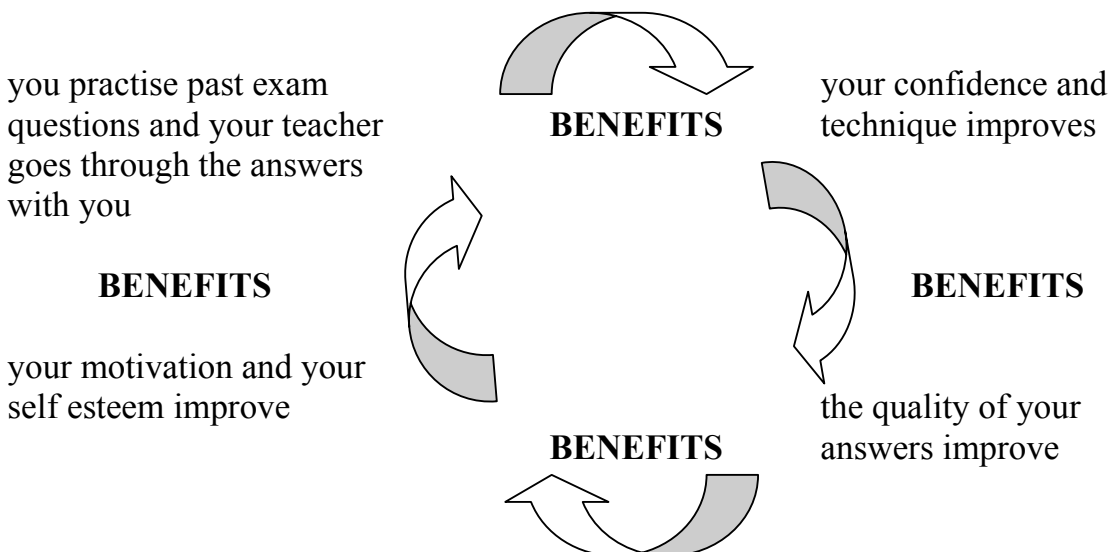 you practise past exam
questions and your teacher
goes through the answers
with you
BENEFITS
your confidence and
technique improves
BENEFITS
the quality of your
answers improve
BENEFITS
your motivation and your
self esteem improve
BENEFITS